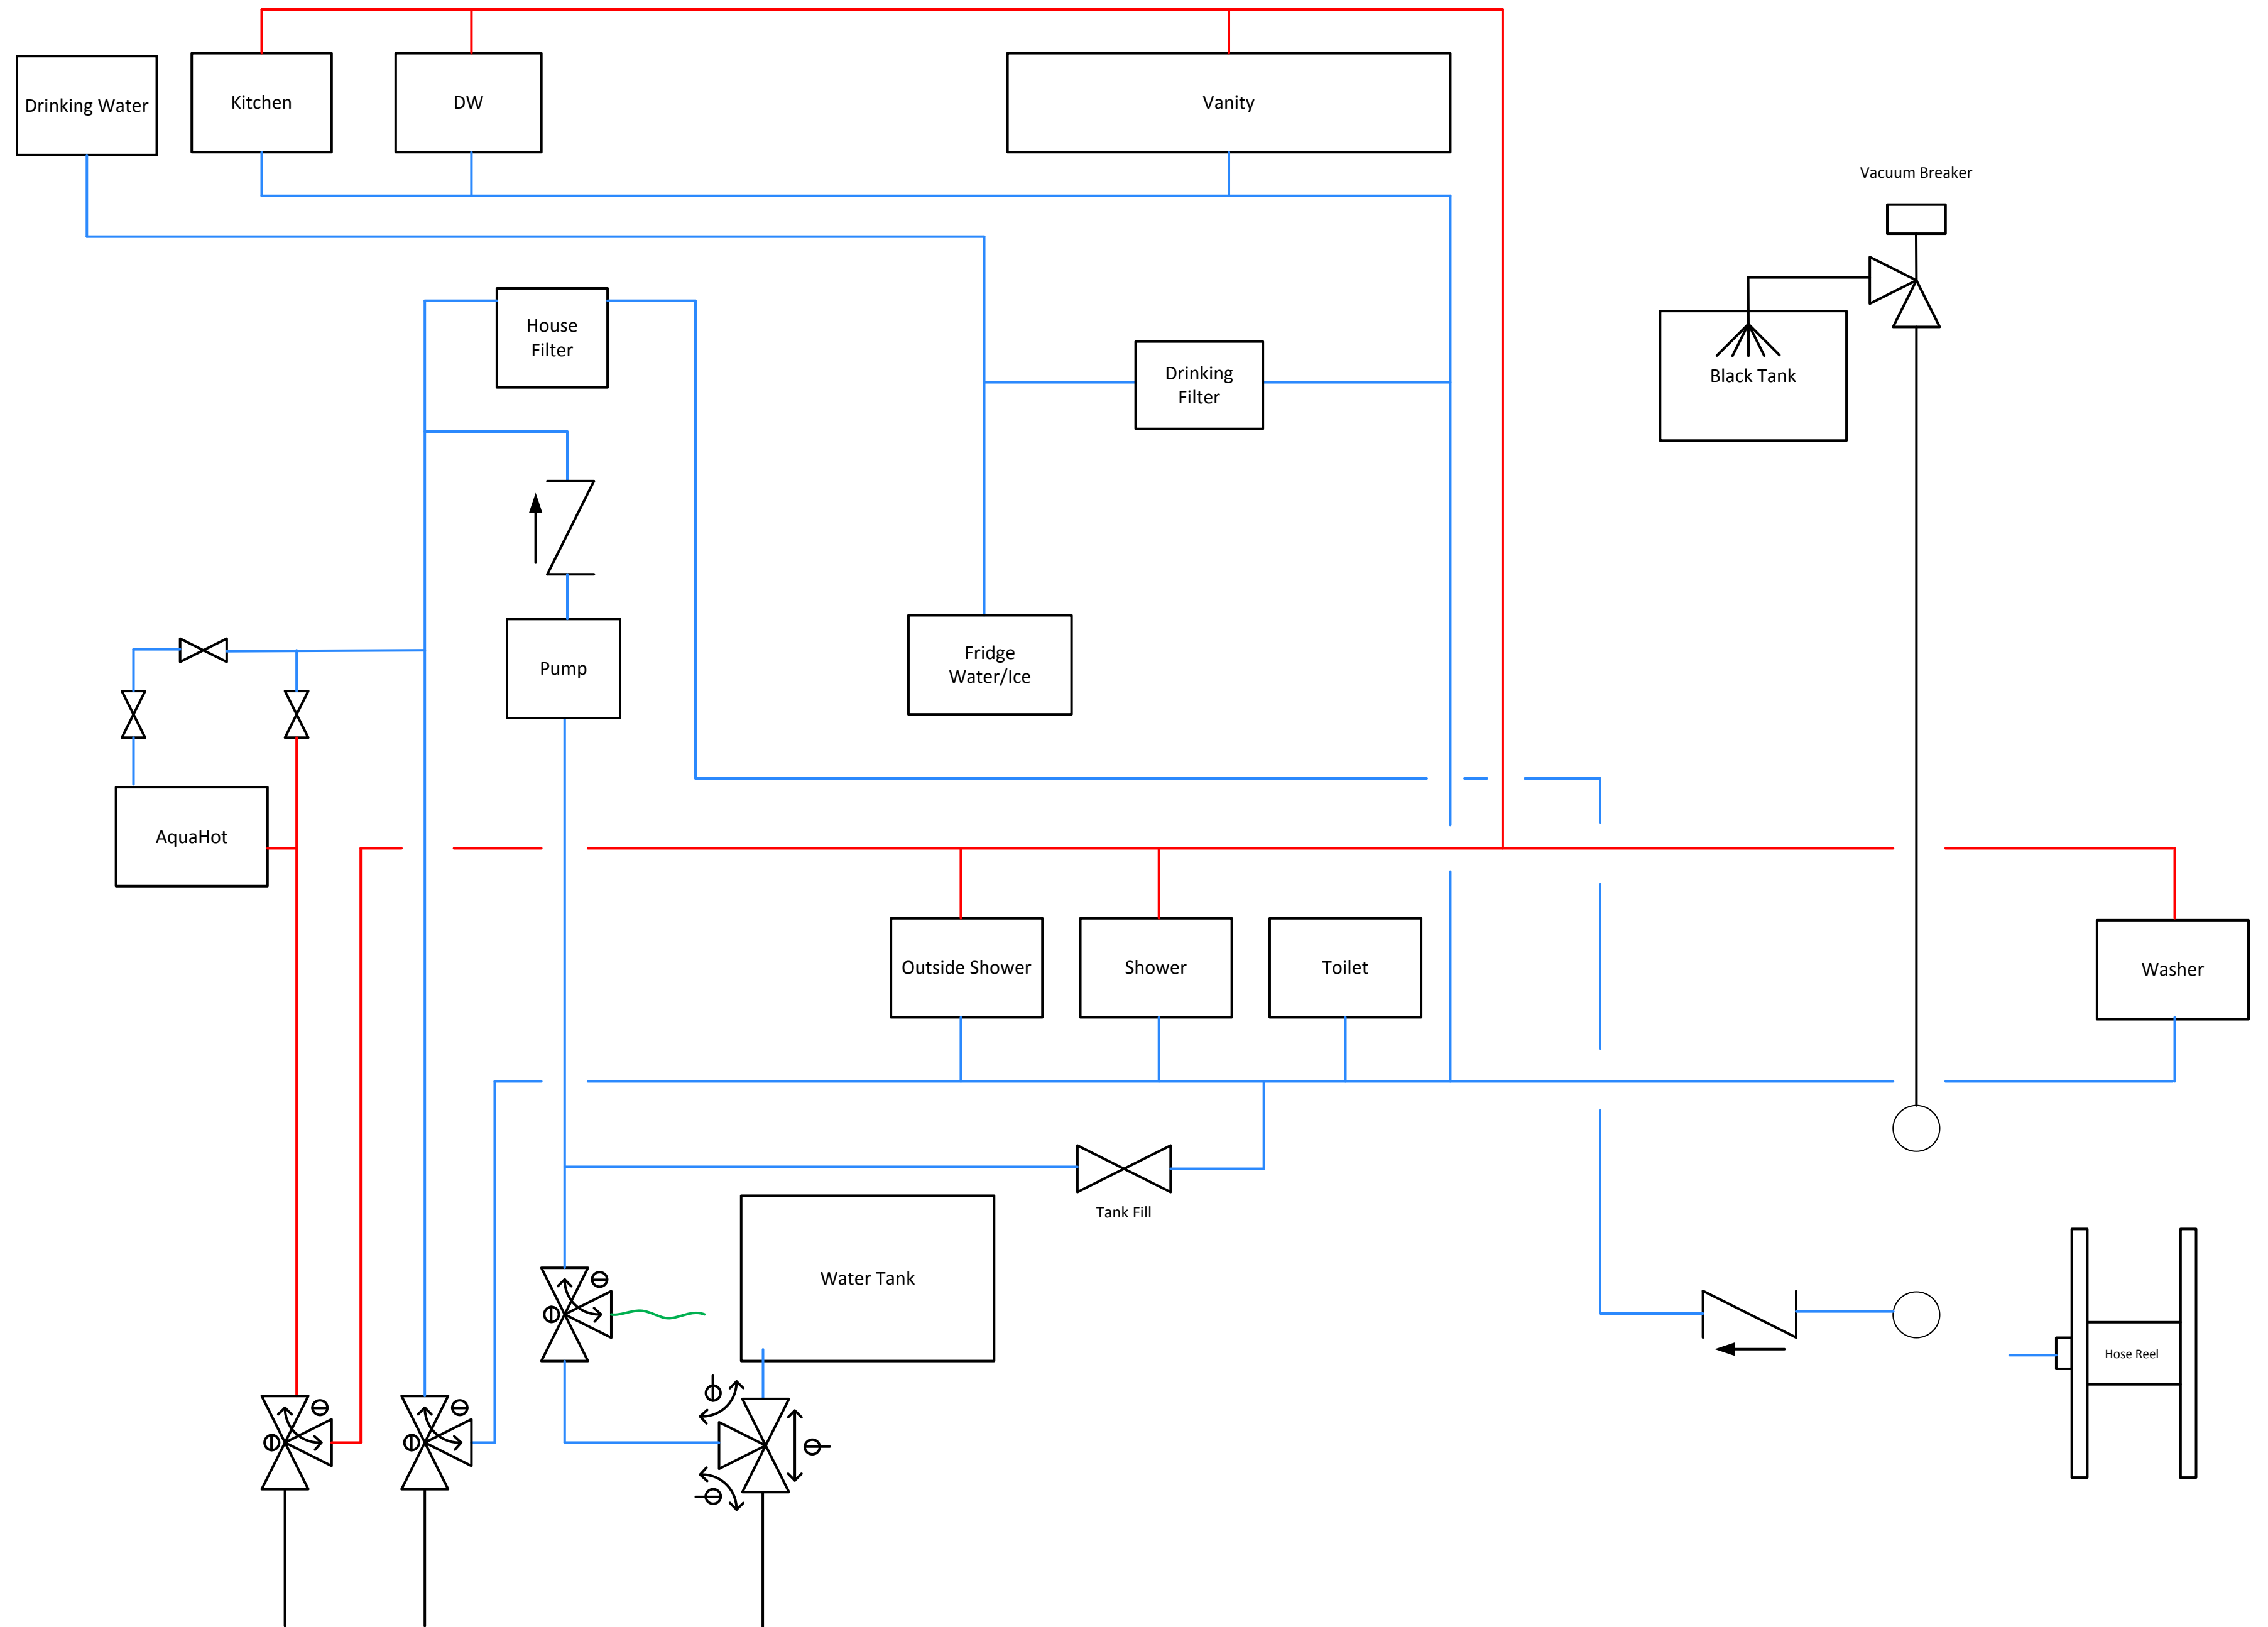 Drinking Water
Kitchen
DW
Vanity
Vacuum Breaker
House
Filter
Drinking
Filter
Black Tank
Pump
Fridge
Water/Ice
AquaHot
Outside Shower
Shower
Toilet
Washer
Tank Fill
Water Tank
Hose Reel